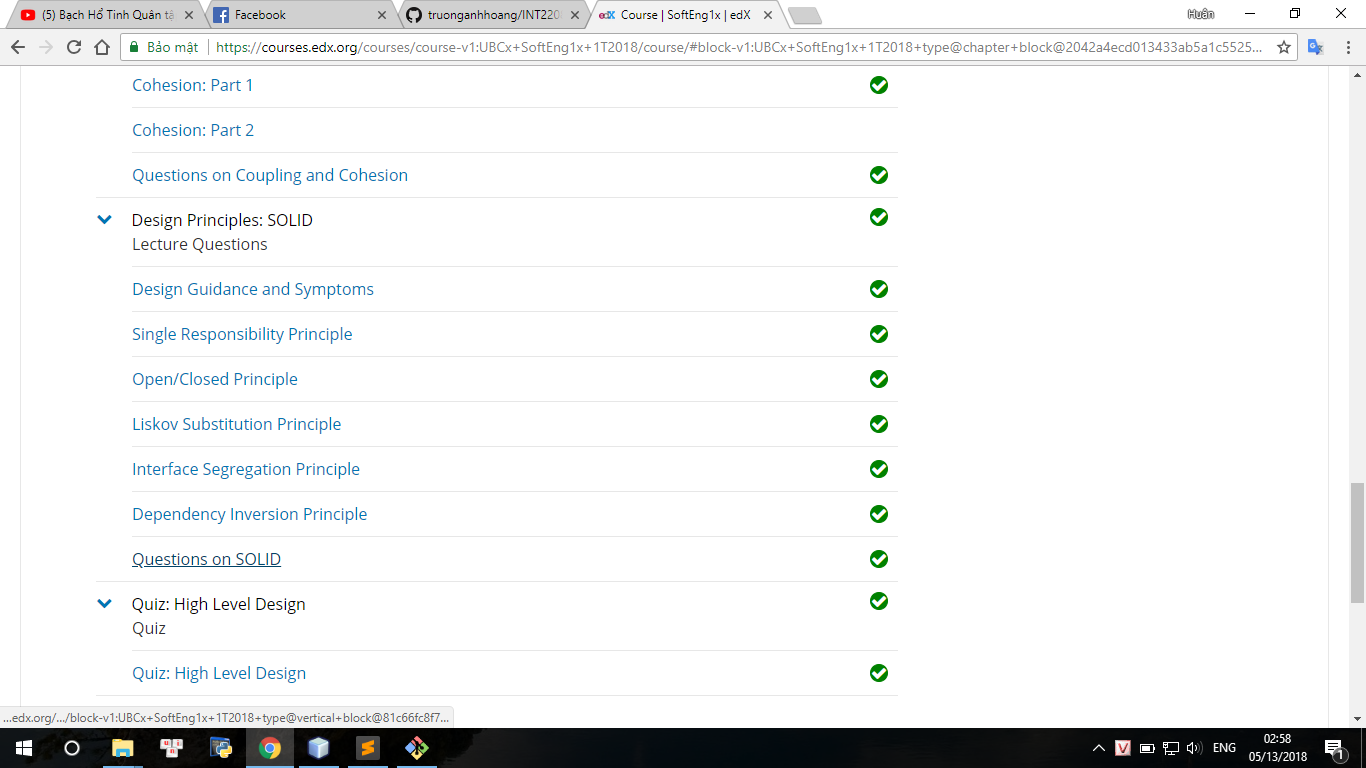 (5) Bạch Hổ Tinh Quân tậ
Facebook
truonganhhoang/INT220
edX Course | SoftEng1x | edX
Huấn
Bảo mật https://courses.edx.org/courses/course-v1:UBCx+SoftEng1x+1T2018/course/#block-v1:UBCx+SoftEng1x+1T2018+type@chapter+block@2042a4ecd013433ab5a1c5525...
Cohesion: Part 1
Cohesion: Part 2
Questions on Coupling and Cohesion
Design Principles: SOLID
Lecture Questions
Design Guidance and Symptoms
Single Responsibility Principle
Open/Closed Principle
Liskov Substitution Principle
Interface Segregation Principle
Dependency Inversion Principle
Questions on SOLID
Quiz: High Level Design
Quiz
Quiz: High Level Design
...edx.org/.../block-v1:UBCx+SoftEng1x+1T2018+type@vertical+block@81c66fc8f7...
V
ENG
02:58
05/13/2018
1